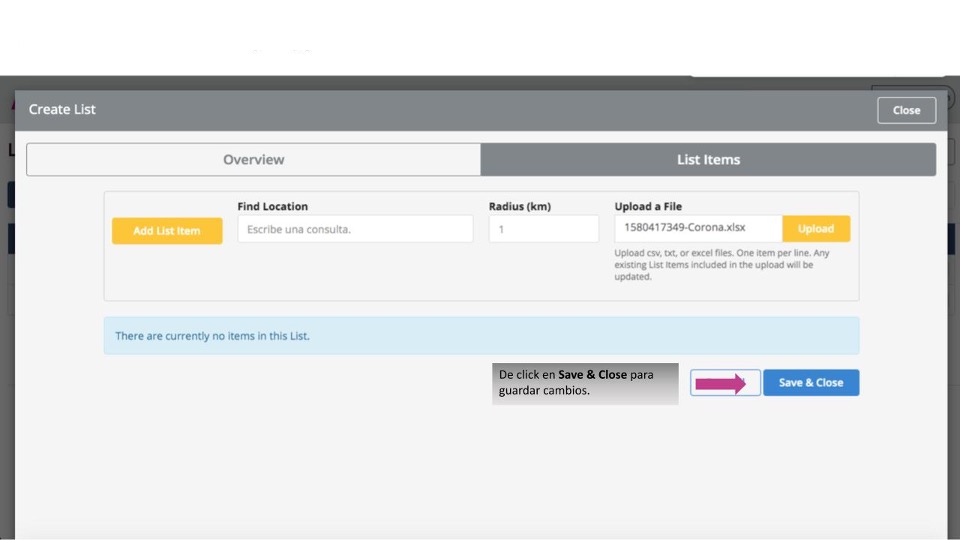 Create List
Close
Overview
List Items
Find Location
Radius (km)
Upload a File
Add List Item
Escribe una consulta.
1
1580417349-Corona.xlsx
Upload
Upload csv, txt, or excel files. One item per line. Any
existing List Items included in the upload will be
updated.
There are currently no items in this List.
De click en Save & Close para
guardar cambios.
Save & Close